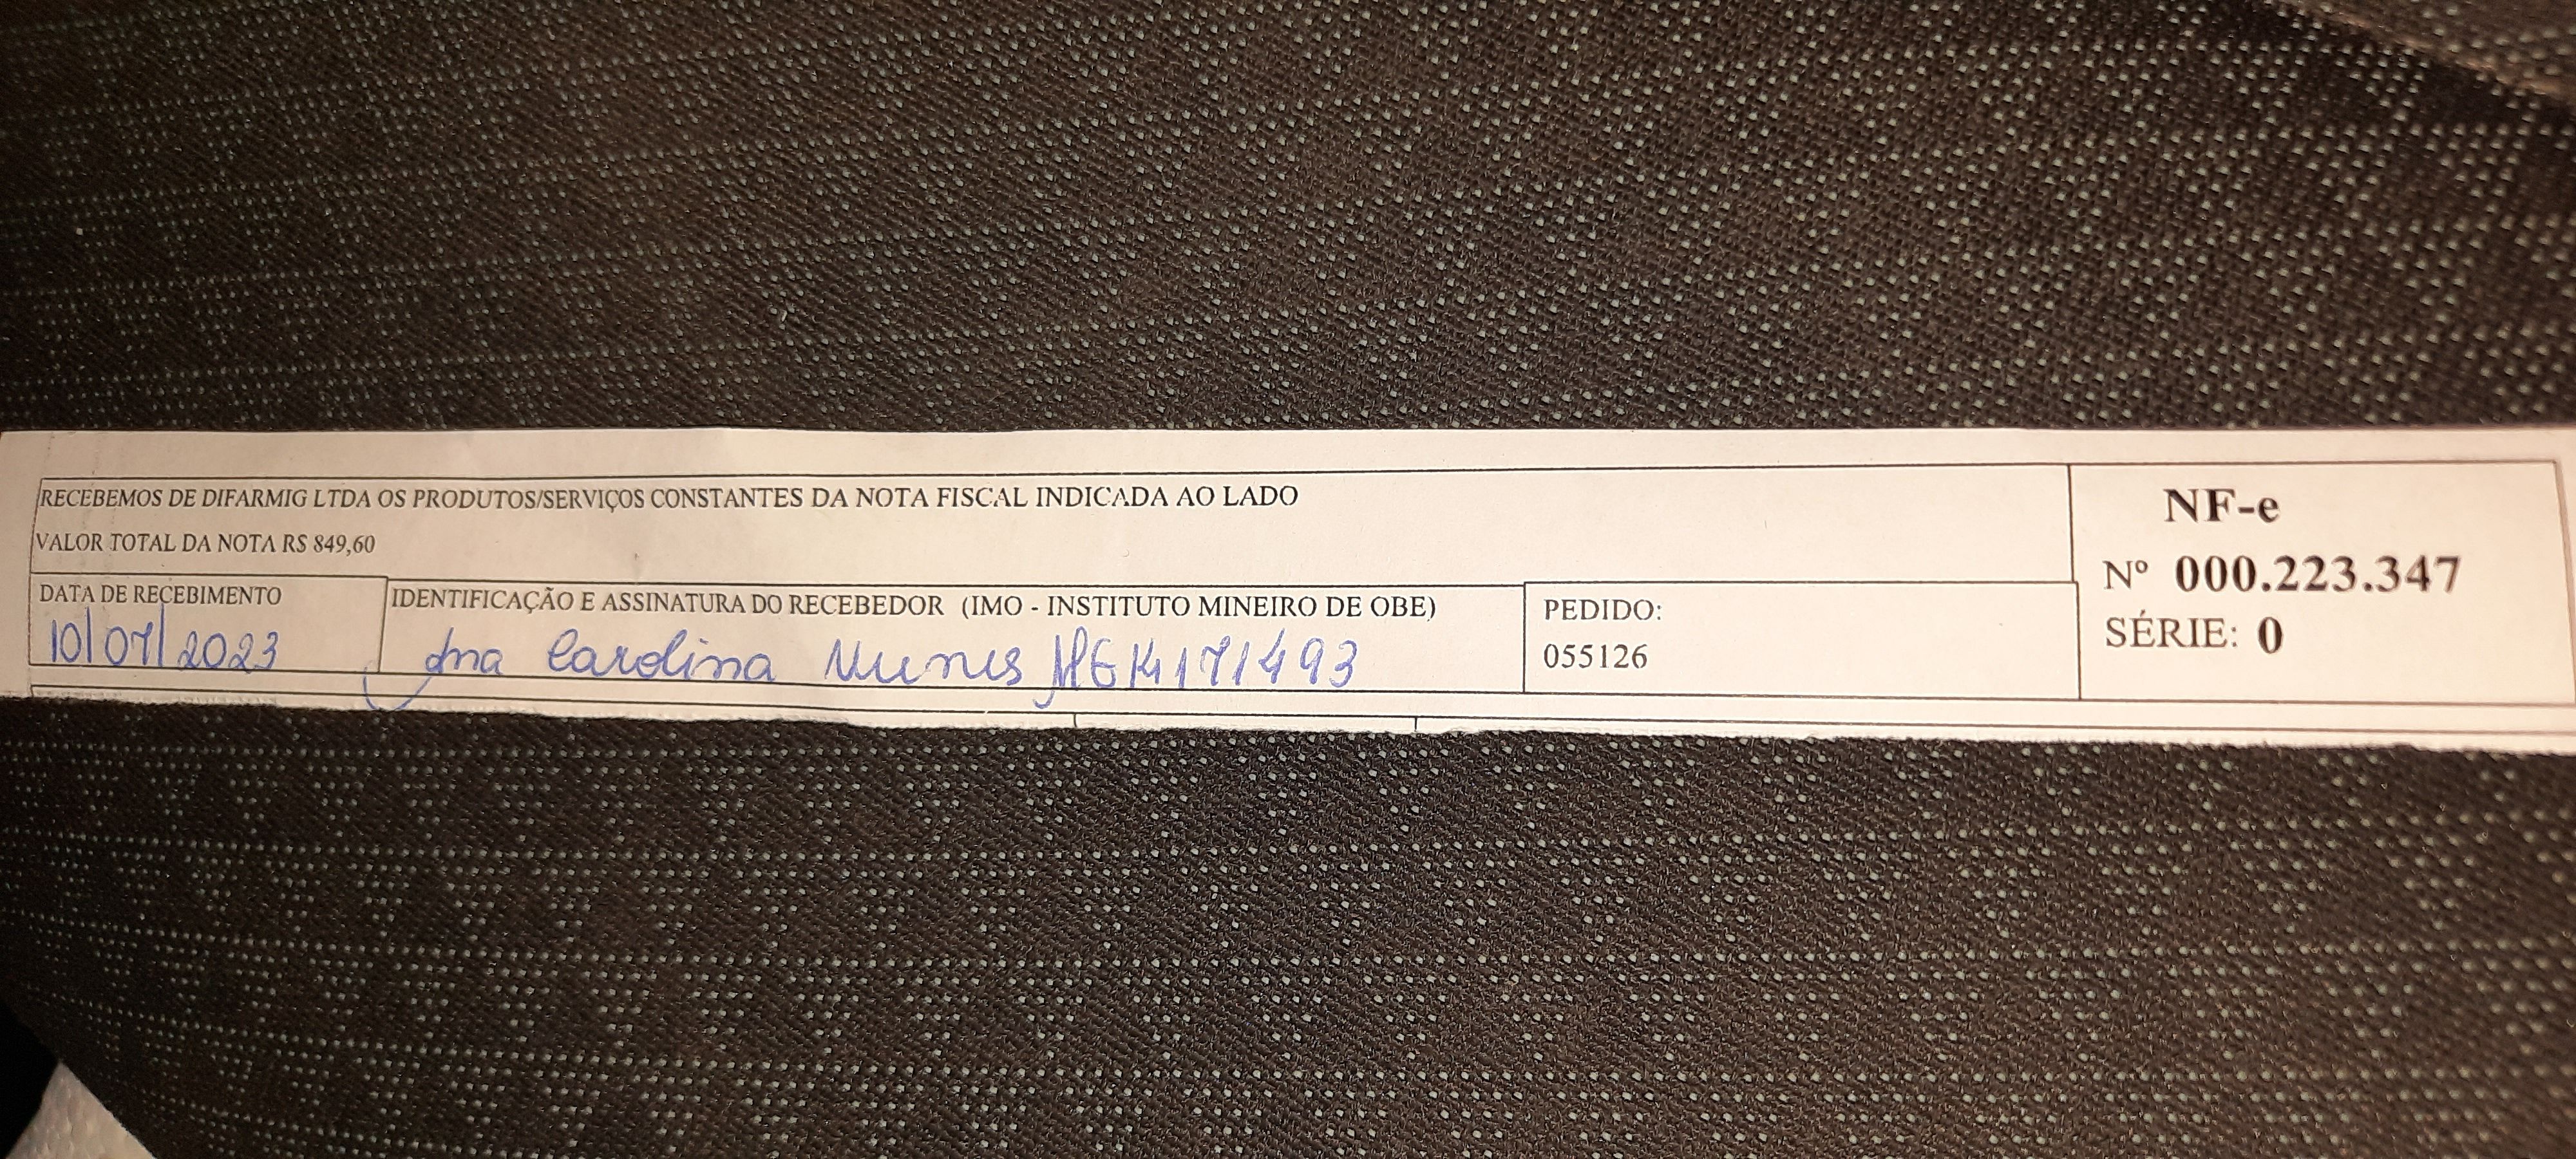 RECEBEMOS DE DIFARMIG LTDA OS PRODUTOS/SERVIÇOS CONSTANTES DA NOTA FISCAL INDICADA AO LADO
VALOR TOTAL DA NOTA R$ 849,60
DATA DE RECEBIMENTO
10/07/2023
IDENTIFICAÇÃO E ASSINATURA DO RECEBEDOR (IMO - INSTITUTO MINEIRO DE OBE)
Ana Carolina Nunes
PEDIDO:
055126
NF-e
Nº 000.223.347
SÉRIE: 0